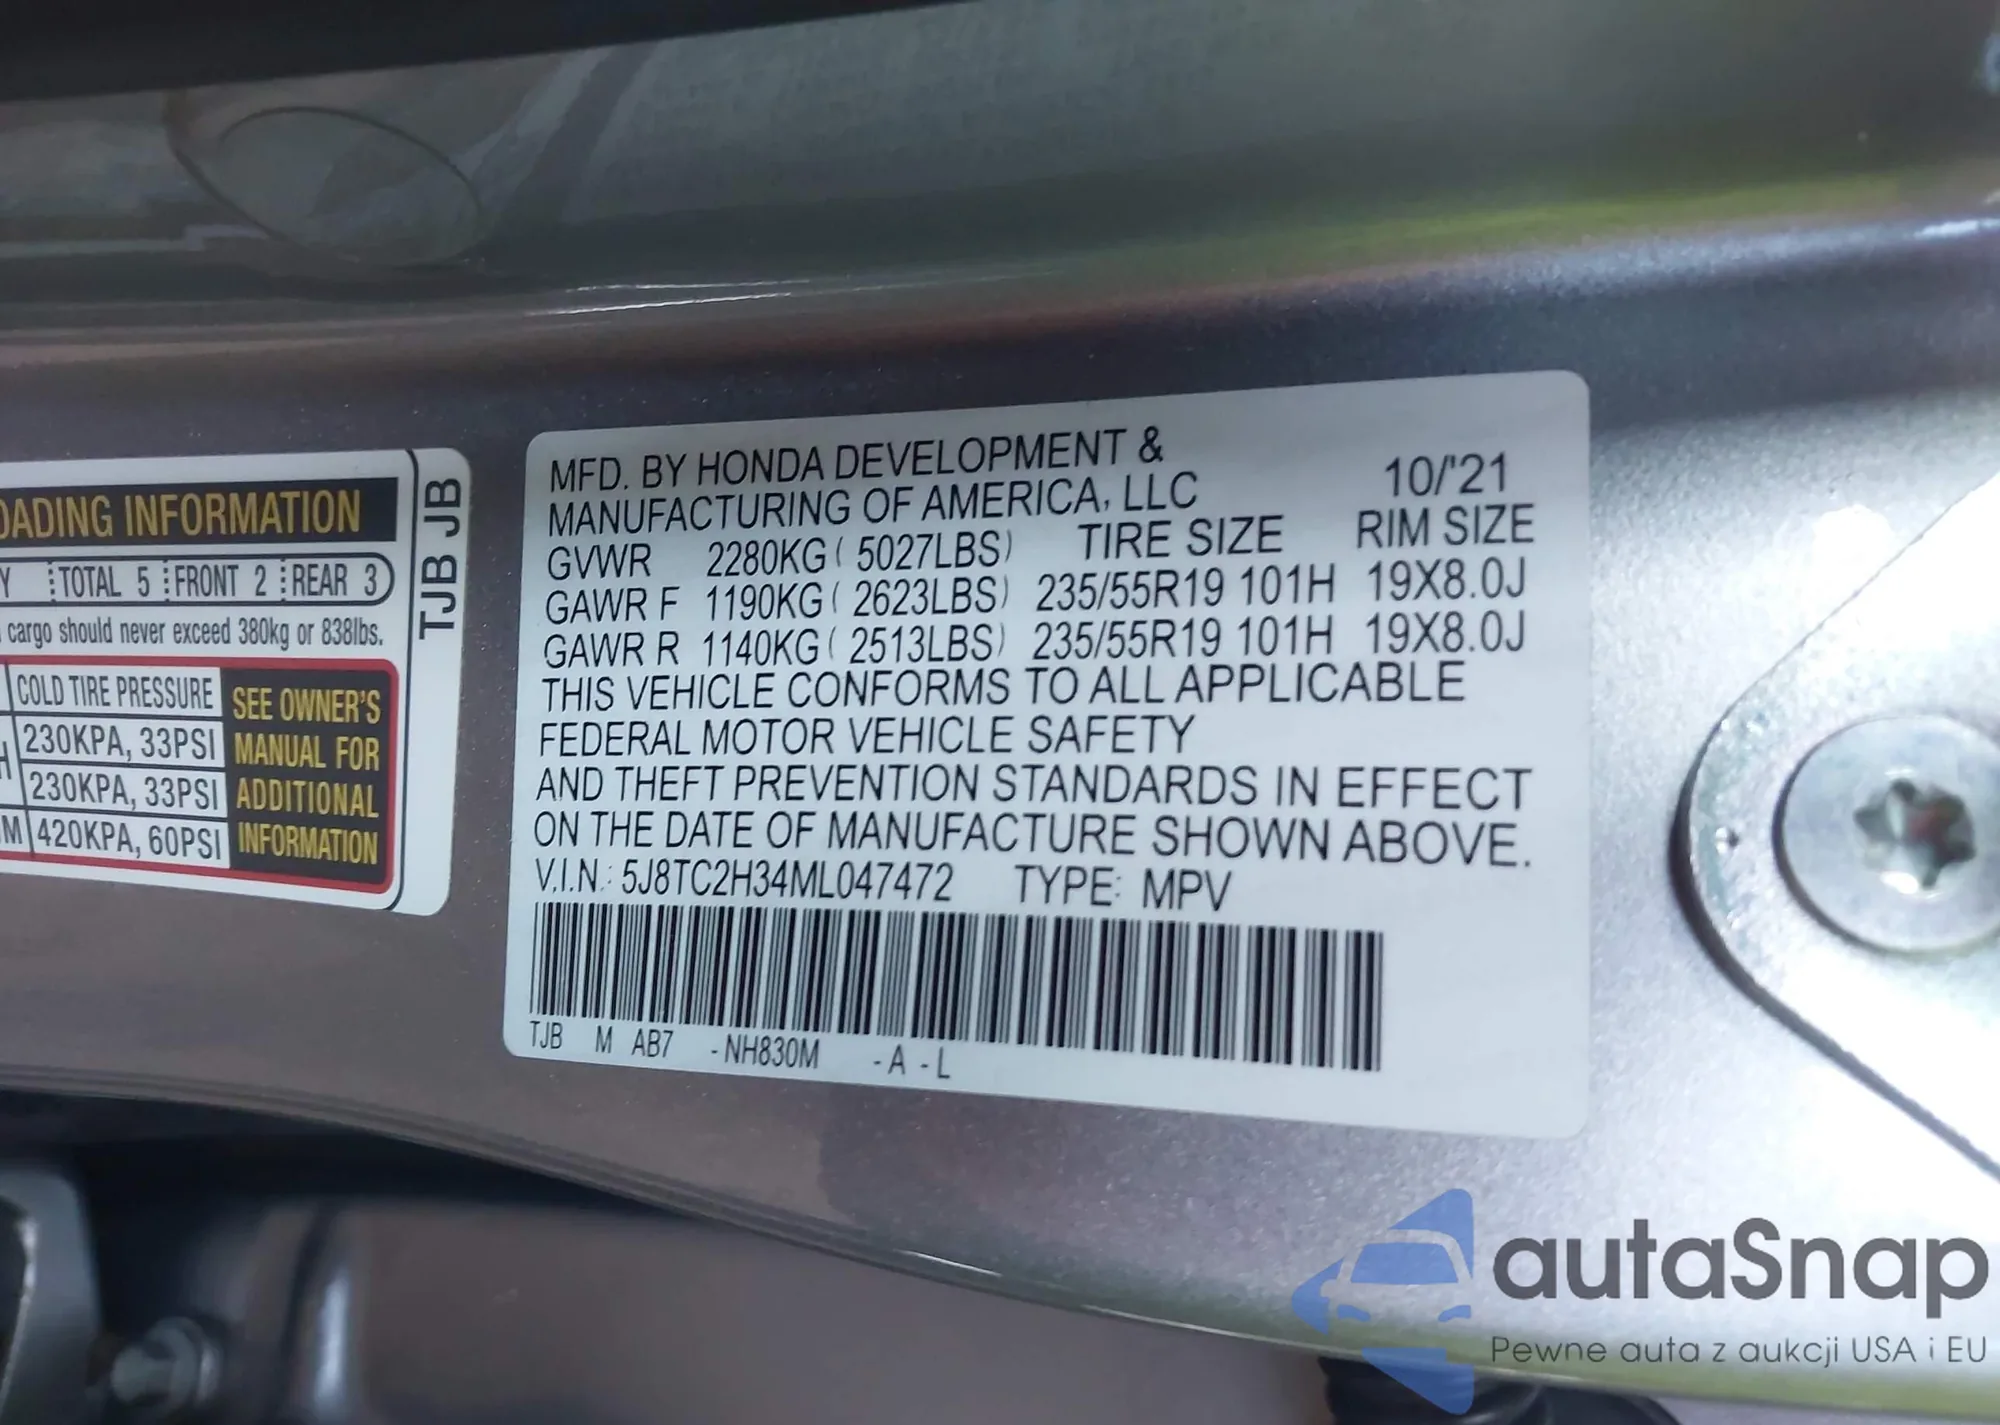 OADING INFORMATION
Y TOTAL 5 FRONT 2 REAR 3
cargo should never exceed 380kg or 838lbs.
COLD TIRE PRESSURE
230KPA, 33PSI
230KPA, 33PSI
M 420KPA, 60PSI
SEE OWNER'S
MANUAL FOR
ADDITIONAL
INFORMATION
TJB JB
MFD. BY HONDA DEVELOPMENT &
MANUFACTURING OF AMERICA, LLC 10/'21
GVWR 2280KG( 5027LBS) TIRE SIZE RIM SIZE
GAWR F 1190KG( 2623LBS) 235/55R19 101H 19X8.0J
GAWR R 1140KG( 2513LBS) 235/55R19 101H 19X8.0J
THIS VEHICLE CONFORMS TO ALL APPLICABLE
FEDERAL MOTOR VEHICLE SAFETY
AND THEFT PREVENTION STANDARDS IN EFFECT
ON THE DATE OF MANUFACTURE SHOWN ABOVE.
V.I.N.: 5J8TC2H34ML047472 TYPE: MPV
TJB M AB7 -NH830M -A -L
autaSnap
Pewne auta z aukcji USA i EU